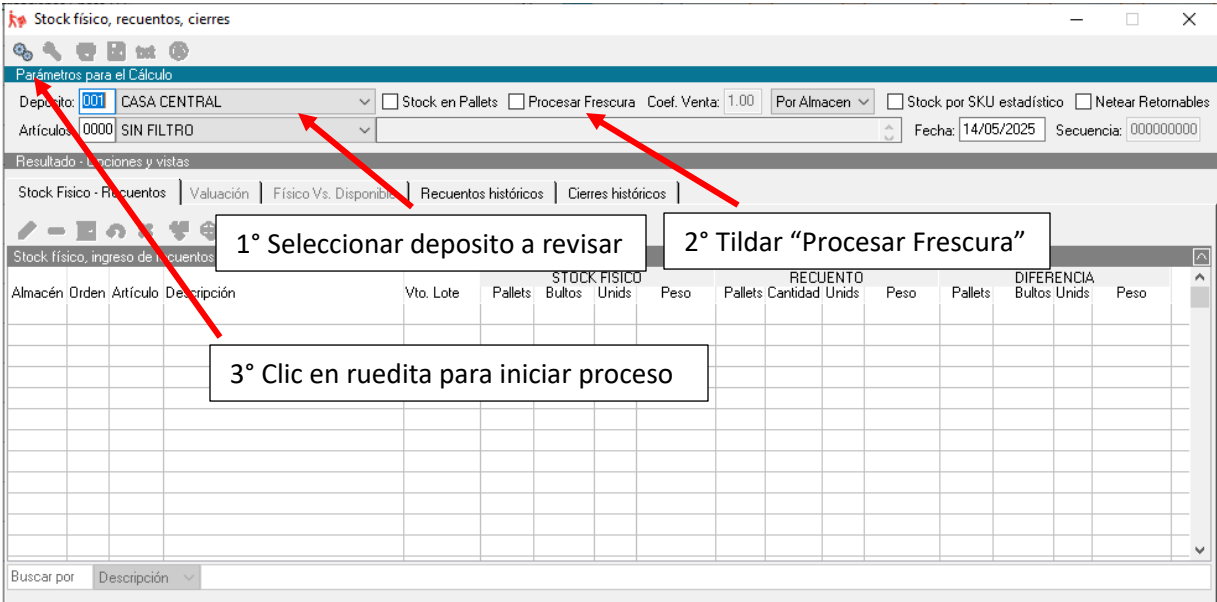 Stock físico, recuentos, cierres
txt
Parámetros para el Cálculo
Deposito: 001 CASA CENTRAL Stock en Pallets Procesar Frescura Coef. Venta: 1.00 Por Almacen Stock por SKU estadístico Netear Retornables
Artículos 0000 SIN FILTRO Fecha: 14/05/2025 Secuencia: 000000000
Resultado - Opciones y vistas
Stock Fisico - Recuentos Valuación Físico Vs. Disponible Recuentos históricos Cierres históricos
1° Seleccionar deposito a revisar
2° Tildar “Procesar Frescura”
Stock físico, ingreso de recuentos
STOCK FISICO RECUENTO DIFERENCIA
Almacén Orden Artículo Descripción Vto. Lote Pallets Bultos Unids Peso Pallets Cantidad Unids Peso Pallets Bultos Unids Peso
3° Clic en ruedita para iniciar proceso
Buscar por Descripción